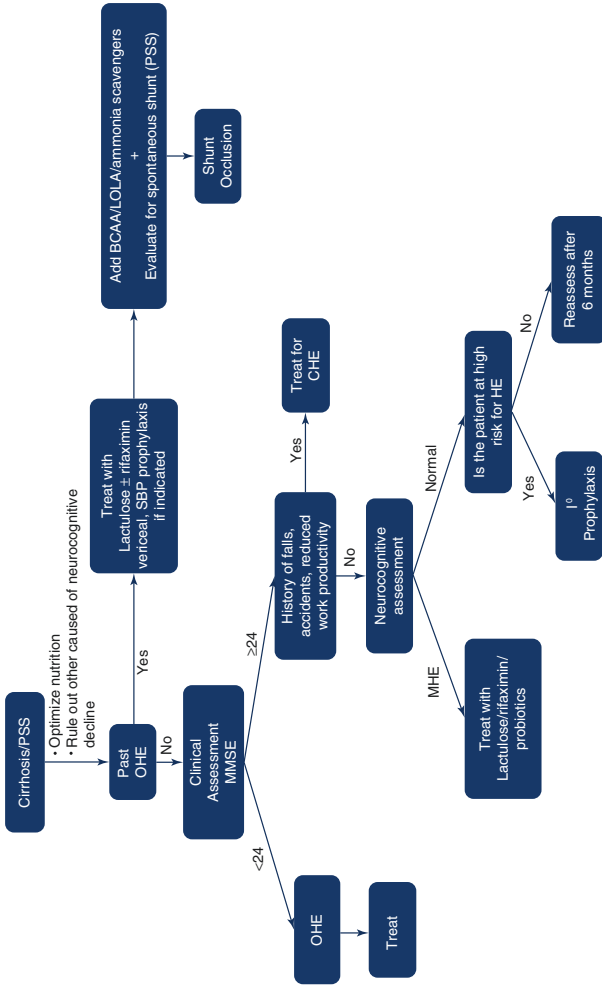 Cirrhosis/PSS
• Optimize nutrition
• Rule out other caused of neurocognitive
decline
Past
OHE
Yes
Treat with
Lactulose ± rifaximin
vericeal, SBP prophylaxis
if indicated
Add BCAA/LOLA/ammonia scavengers
+
Evaluate for spontaneous shunt (PSS)
Shunt
Occlusion
No
Clinical
Assessment
MMSE
<24
OHE
Treat
≥24
History of falls,
accidents, reduced
work productivity
Yes
Treat for
CHE
No
Neurocognitive
assessment
MHE
Treat with
Lactulose/rifaximin/
probiotics
Normal
Is the patient at high
risk for HE
Yes
I⁰
Prophylaxis
No
Reassess after
6 months